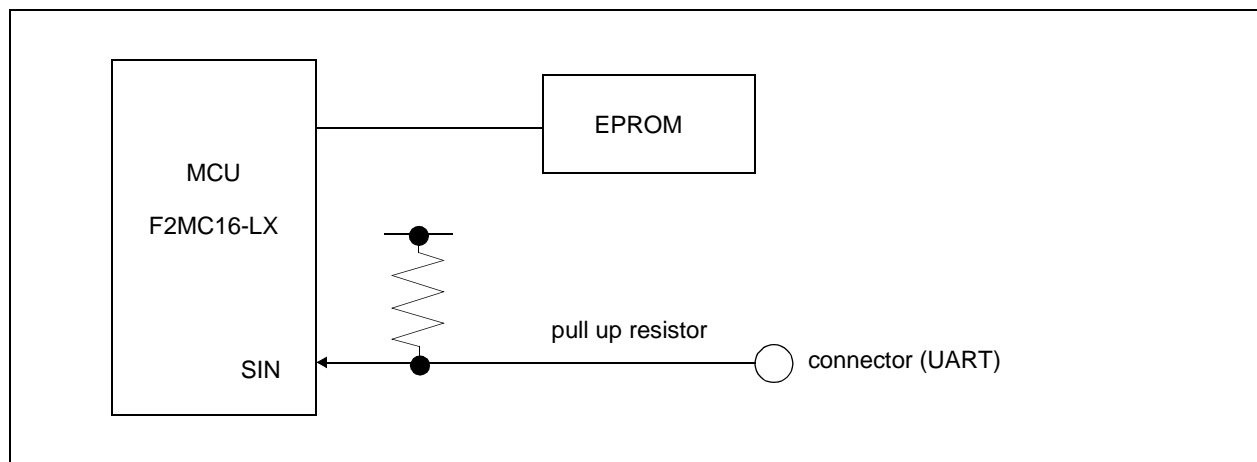 EPROM
MCU
F2MC16-LX
pull up resistor
SIN
connector (UART)